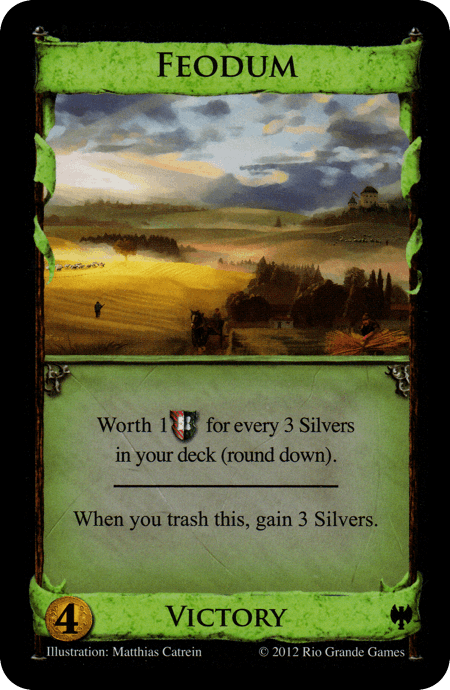 FEODUM
Worth 1 for every 3 Silvers
in your deck (round down).
When you trash this, gain 3 Silvers.
4 VICTORY
Illustration: Matthias Catrein © 2012 Rio Grande Games